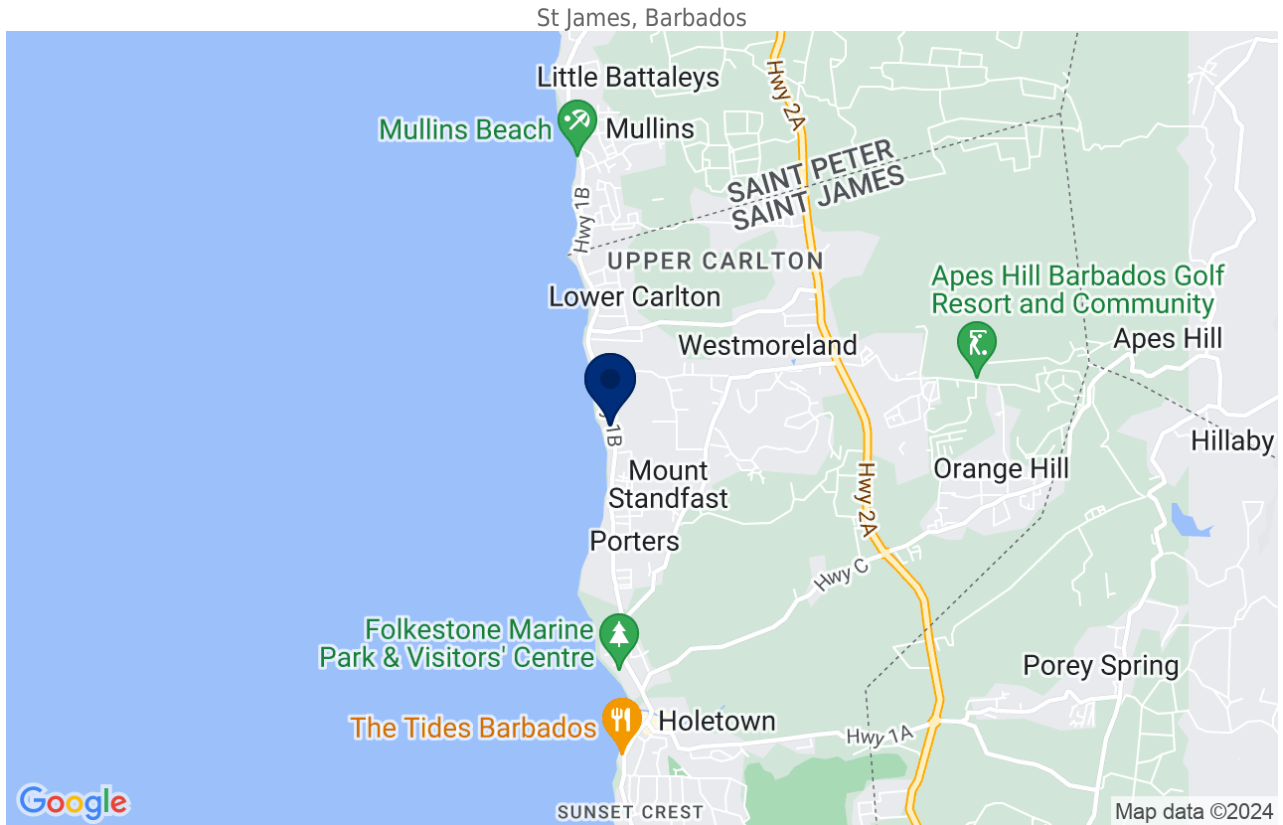 St James, Barbados
Little Battaleys
Mullins Beach
Mullins
Hwy 2A
SAINT PETER
SAINT JAMES
Hwy 1B
UPPER CARLTON
Lower Carlton
Apes Hill Barbados Golf
Resort and Community
Apes Hill
Westmoreland
1B
Hillaby
Mount
Standfast
Orange Hill
Hwy 2A
Porters
Hwy C
Folkestone Marine
Park & Visitors' Centre
Porey Spring
The Tides Barbados
Holetown
Hwy 1A
Google
SUNSET CREST
Map data ©2024